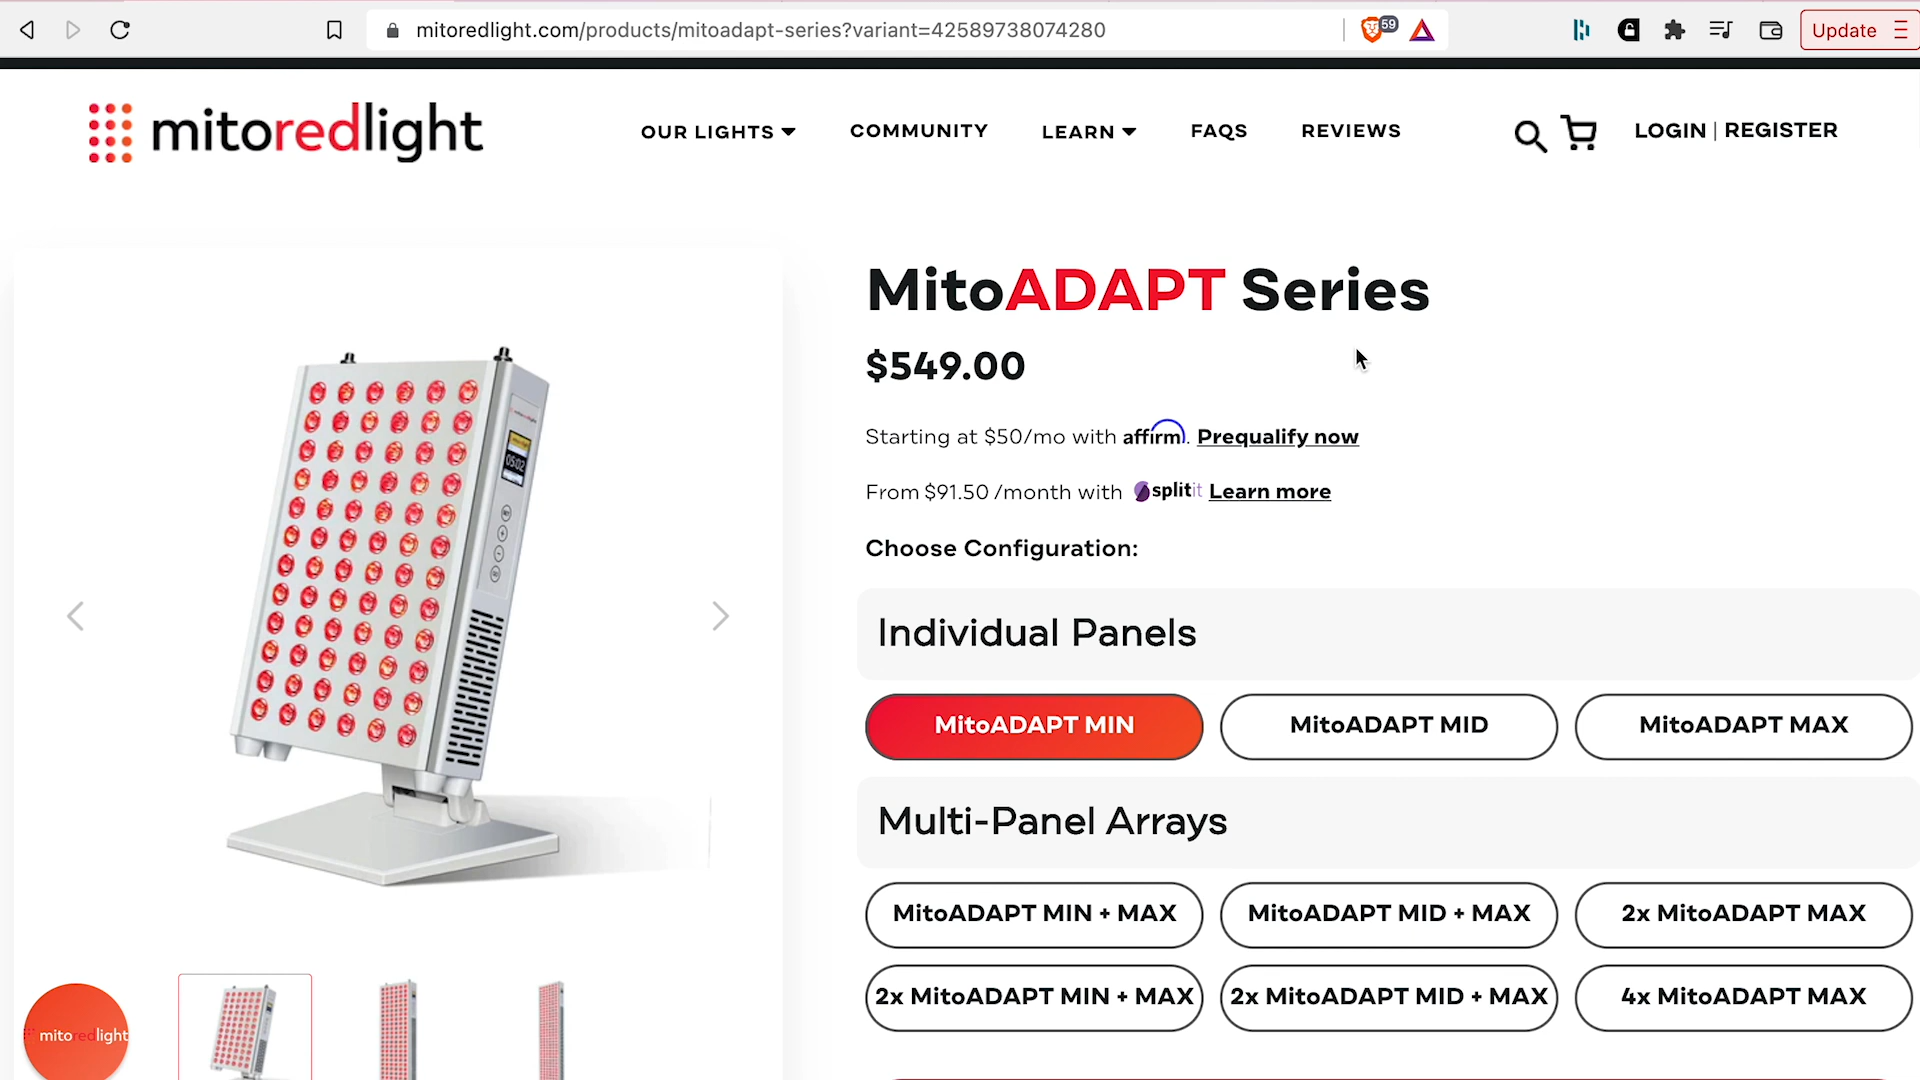 mitoredlight.com/products/mitoadapt-series?variant=42589738074280
59
Update
mitoredlight
OUR LIGHTS
COMMUNITY
LEARN
FAQS
REVIEWS
LOGIN | REGISTER
MitoADAPT Series
$549.00
Starting at $50/mo with affirm. Prequalify now
From $91.50 /month with splitit Learn more
Choose Configuration:
Individual Panels
MitoADAPT MIN
MitoADAPT MID
MitoADAPT MAX
Multi-Panel Arrays
MitoADAPT MIN + MAX
MitoADAPT MID + MAX
2x MitoADAPT MAX
2x MitoADAPT MIN + MAX
2x MitoADAPT MID + MAX
4x MitoADAPT MAX
05:02
mitoredlight